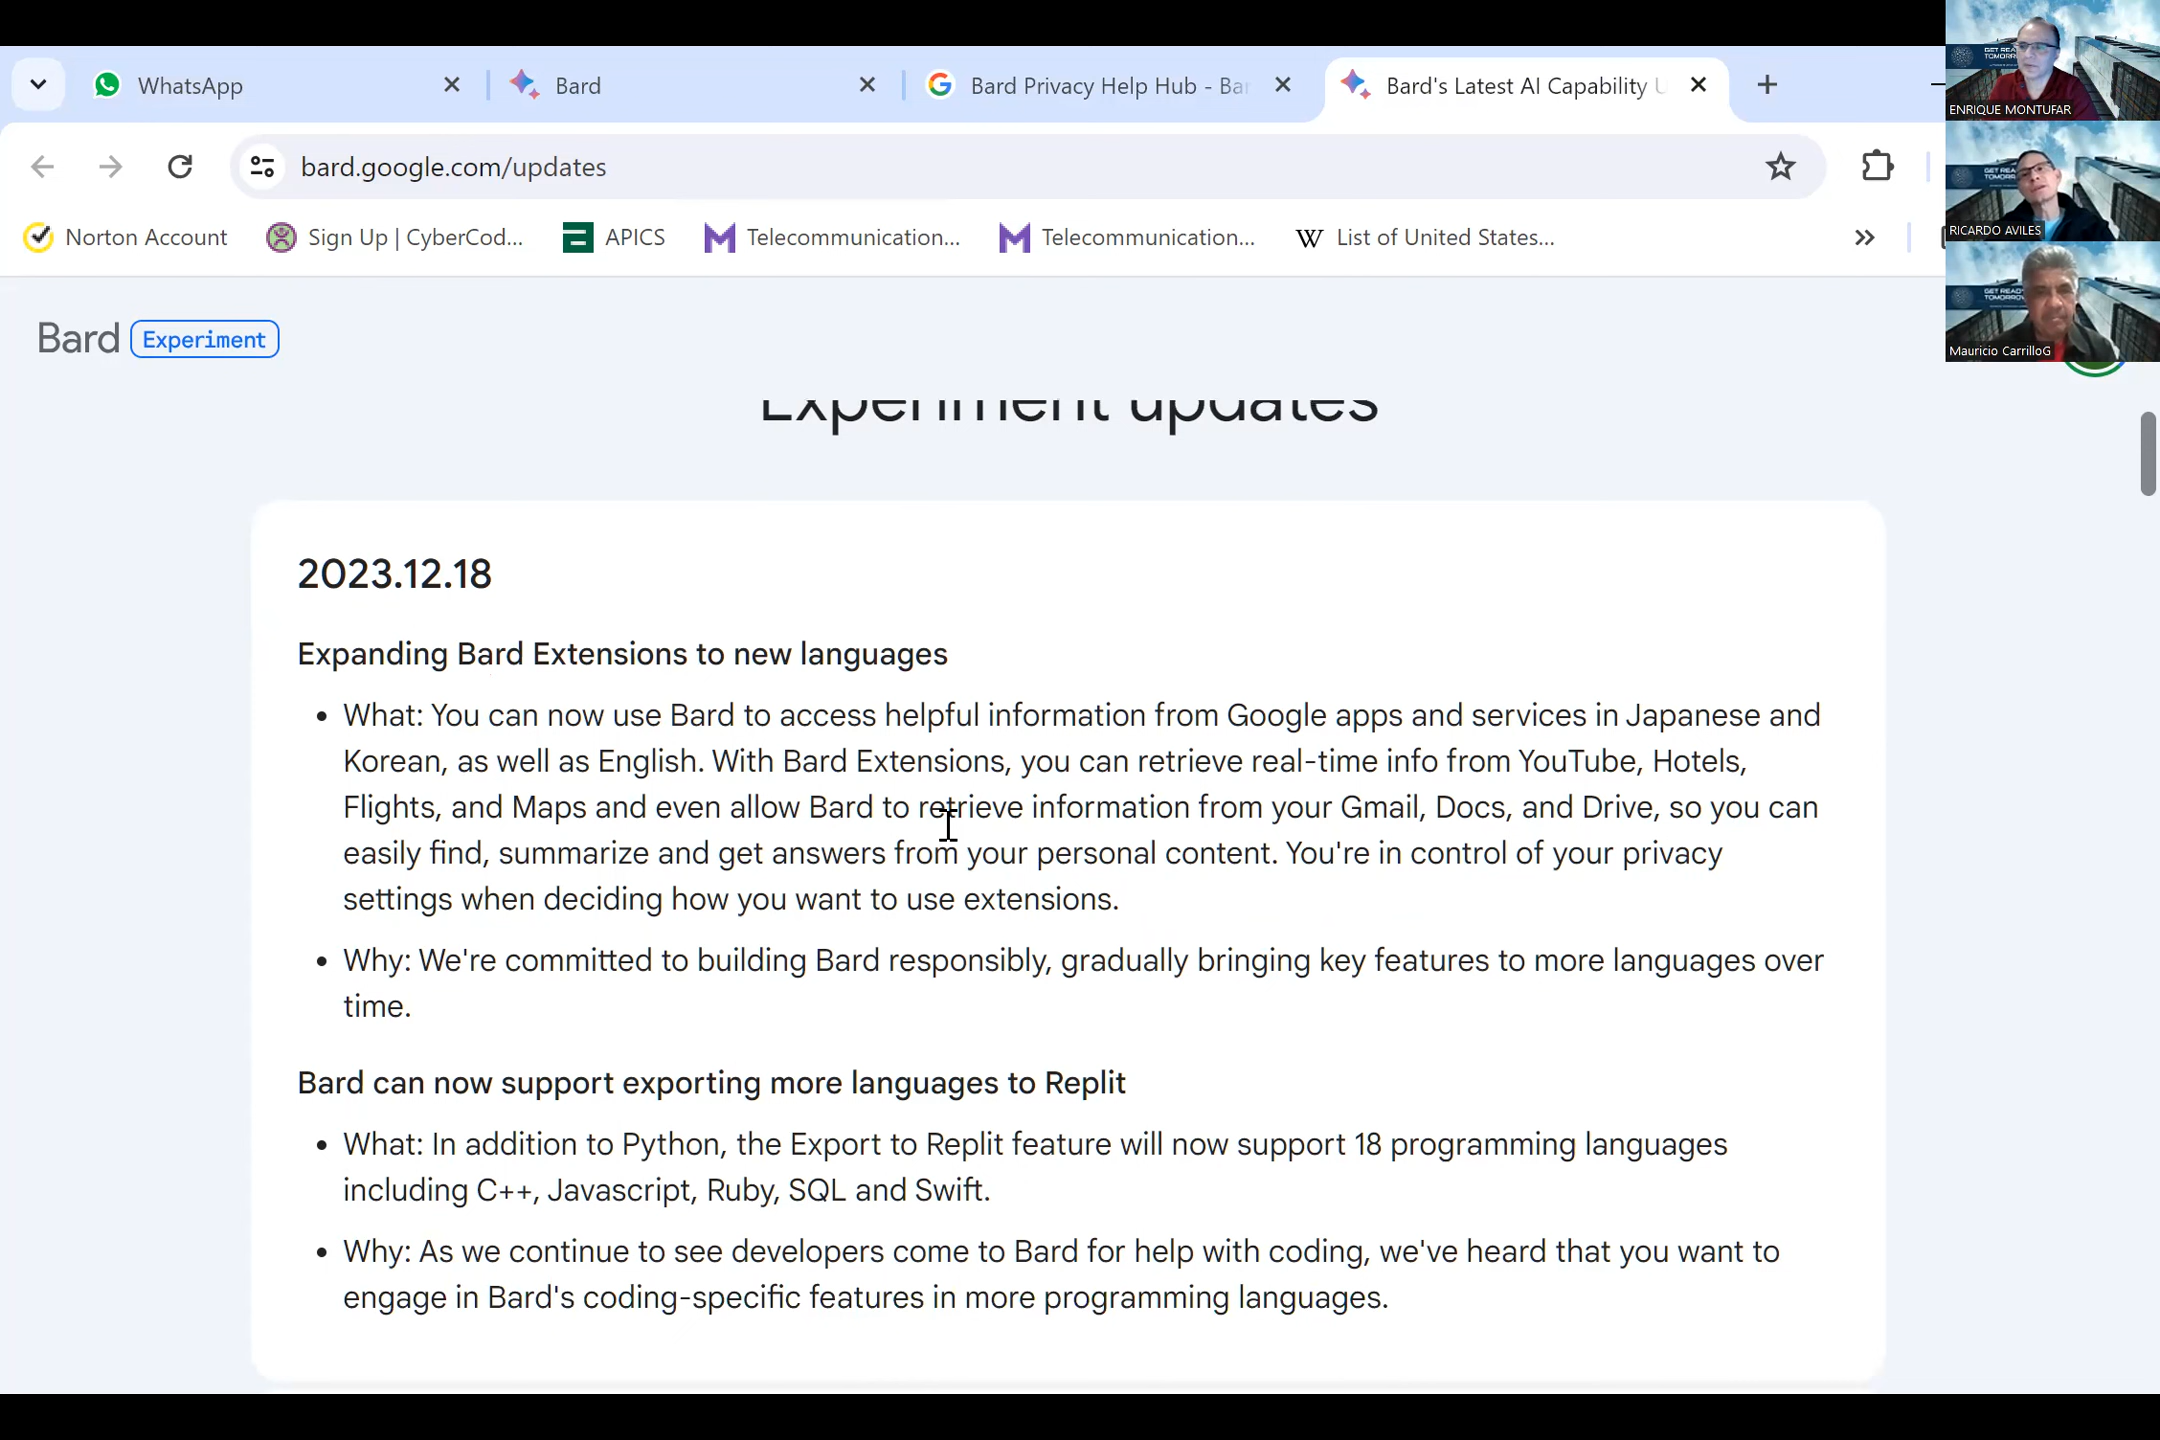 WhatsApp
Bard
Bard Privacy Help Hub - Bar
Bard's Latest AI Capability U
bard.google.com/updates
Norton Account
Sign Up | CyberCod...
APICS
Telecommunication...
Telecommunication...
List of United States...
ENRIQUE MONTUFAR
RICARDO AVILES
Mauricio CarrilloG
Bard Experiment
Experiment updates
2023.12.18
Expanding Bard Extensions to new languages
• What: You can now use Bard to access helpful information from Google apps and services in Japanese and
Korean, as well as English. With Bard Extensions, you can retrieve real-time info from YouTube, Hotels,
Flights, and Maps and even allow Bard to retrieve information from your Gmail, Docs, and Drive, so you can
easily find, summarize and get answers from your personal content. You're in control of your privacy
settings when deciding how you want to use extensions.
• Why: We're committed to building Bard responsibly, gradually bringing key features to more languages over
time.
Bard can now support exporting more languages to Replit
• What: In addition to Python, the Export to Replit feature will now support 18 programming languages
including C++, Javascript, Ruby, SQL and Swift.
• Why: As we continue to see developers come to Bard for help with coding, we've heard that you want to
engage in Bard's coding-specific features in more programming languages.